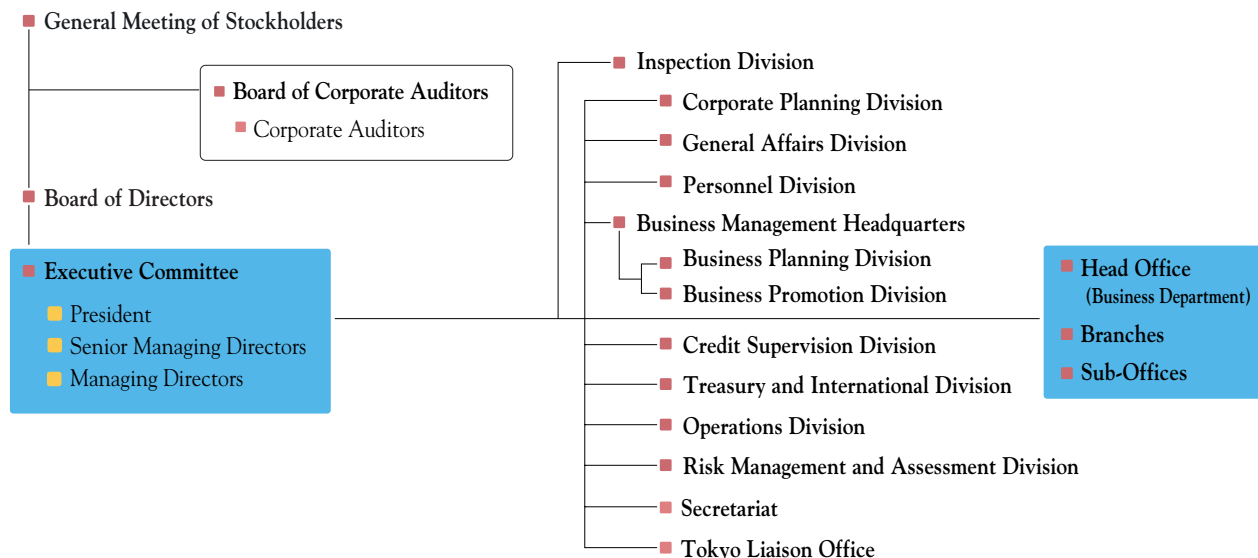 General Meeting of Stockholders
Board of Corporate Auditors
Corporate Auditors
Board of Directors
Executive Committee
President
Senior Managing Directors
Managing Directors
Inspection Division
Corporate Planning Division
General Affairs Division
Personnel Division
Business Management Headquarters
Business Planning Division
Business Promotion Division
Credit Supervision Division
Treasury and International Division
Operations Division
Risk Management and Assessment Division
Secretariat
Tokyo Liaison Office
Head Office
(Business Department)
Branches
Sub-Offices